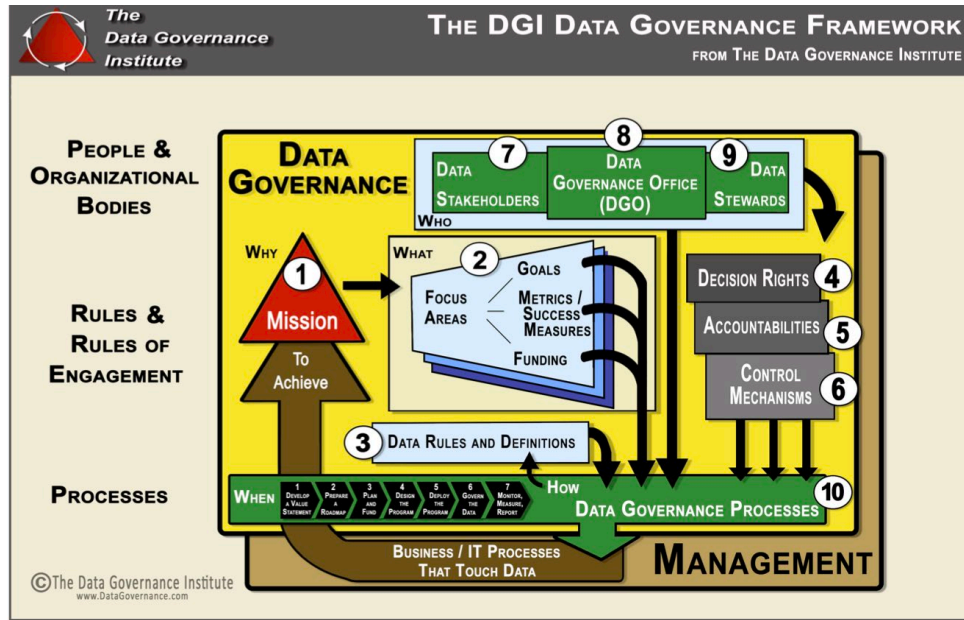 The
Data Governance
Institute
THE DGI DATA GOVERNANCE FRAMEWORK
FROM THE DATA GOVERNANCE INSTITUTE
PEOPLE &
ORGANIZATIONAL
BODIES
RULES &
RULES OF
ENGAGEMENT
PROCESSES
DATA
GOVERNANCE
7
DATA
STAKEHOLDERS
8
DATA
GOVERNANCE OFFICE
(DGO)
9
DATA
STEWARDS
WHO
WHY
1
Mission
To
Achieve
WHAT
2
FOCUS
AREAS
GOALS
METRICS /
SUCCESS
MEASURES
FUNDING
DECISION RIGHTS 4
ACCOUNTABILITIES 5
CONTROL
MECHANISMS
6
3 DATA RULES AND DEFINITIONS
WHEN
1
DEVELOP
A VALUE
STATEMENT
2
PREPARE
A
ROADMAP
3
PLAN
AND
FUND
4
DESIGN
THE
PROGRAM
5
DEPLOY
THE
PROGRAM
6
GOVERN
THE
DATA
7
MONITOR,
MEASURE,
REPORT
HOW
DATA GOVERNANCE PROCESSES
10
BUSINESS / IT PROCESSES
THAT TOUCH DATA
MANAGEMENT
©The Data Governance Institute
www.DataGovernance.com